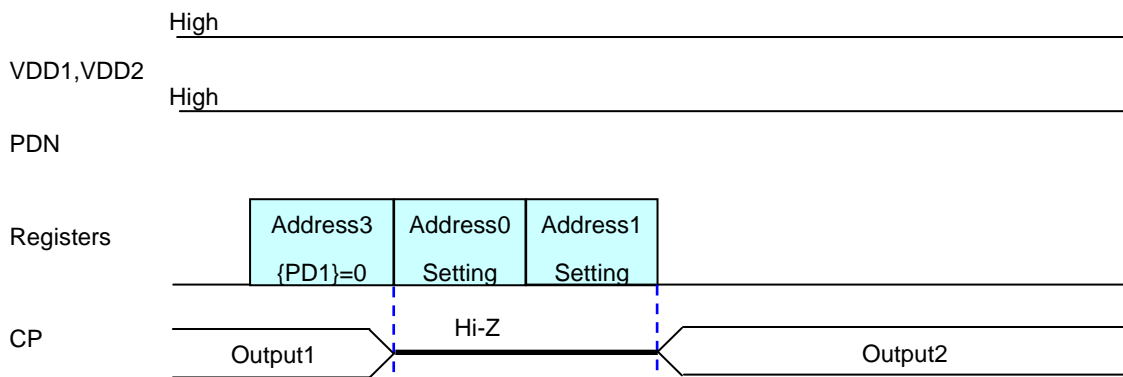 High
VDD1,VDD2
High
PDN
Registers
Address3
{PD1}=0
Address0
Setting
Address1
Setting
CP
Output1
Hi-Z
Output2